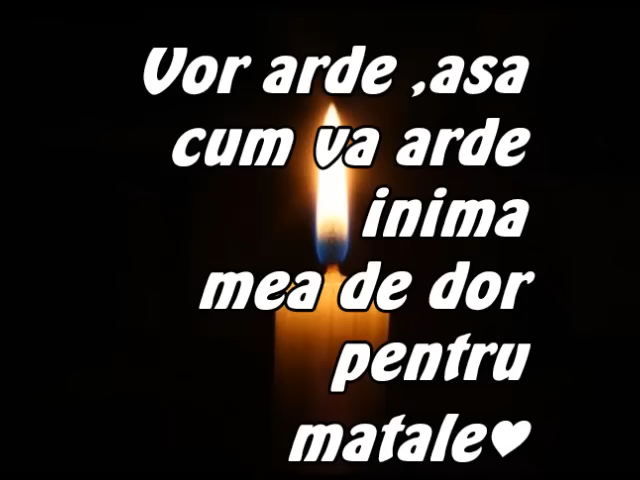 Vor arde ,asa
cum va arde
inima
mea de dor
pentru
matale♥